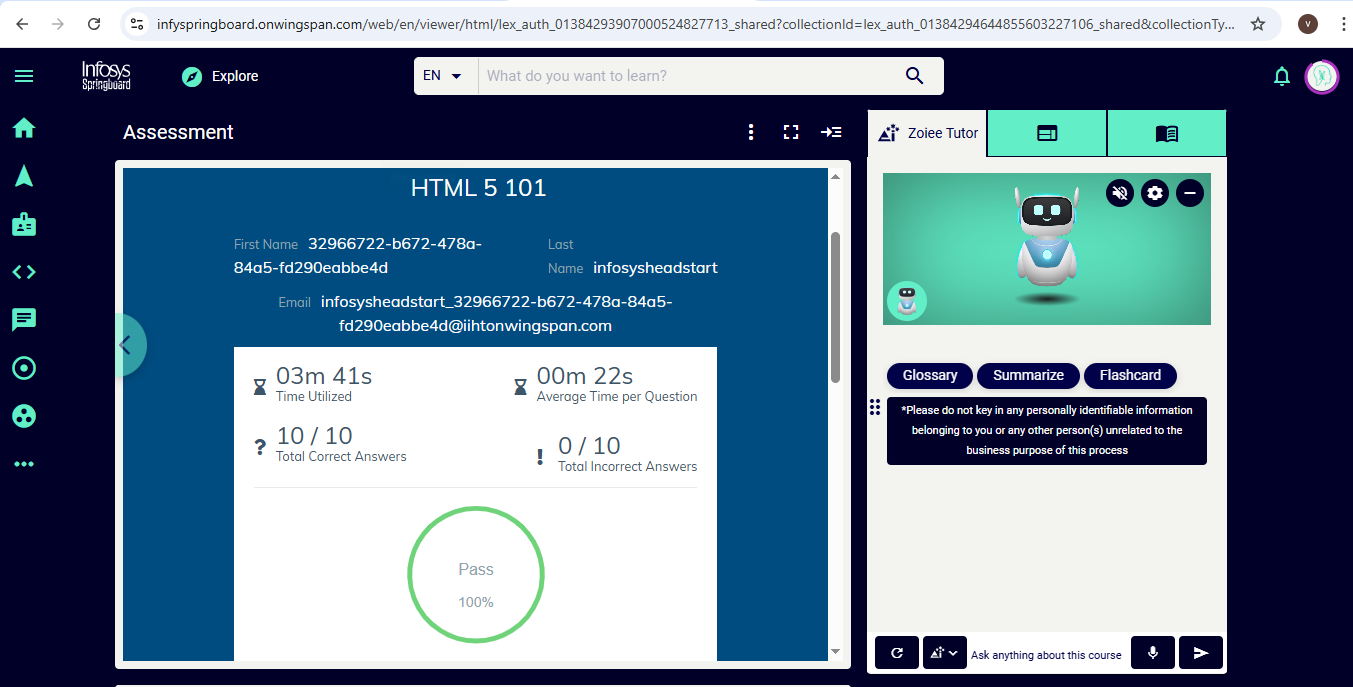 infyspringboard.onwingspan.com/web/en/viewer/html/lex_auth_01384293907000524827713_shared?collectionId=lex_auth_01384294644855603227106_shared&collectionTy...
V
Infosys
Springboard
Explore
EN
What do you want to learn?
Assessment
Zoiee Tutor
HTML 5 101
First Name 32966722-b672-478a-
84a5-fd290eabbe4d
Last
Name infosysheadstart
Email infosysheadstart_32966722-b672-478a-84a5-
fd290eabbe4d@iihtonwingspan.com
03m 41s
Time Utilized
00m 22s
Average Time per Question
? 10 / 10
Total Correct Answers
! 0 / 10
Total Incorrect Answers
Pass
100%
Glossary
Summarize
Flashcard
*Please do not key in any personally identifiable information
belonging to you or any other person(s) unrelated to the
business purpose of this process
Ask anything about this course